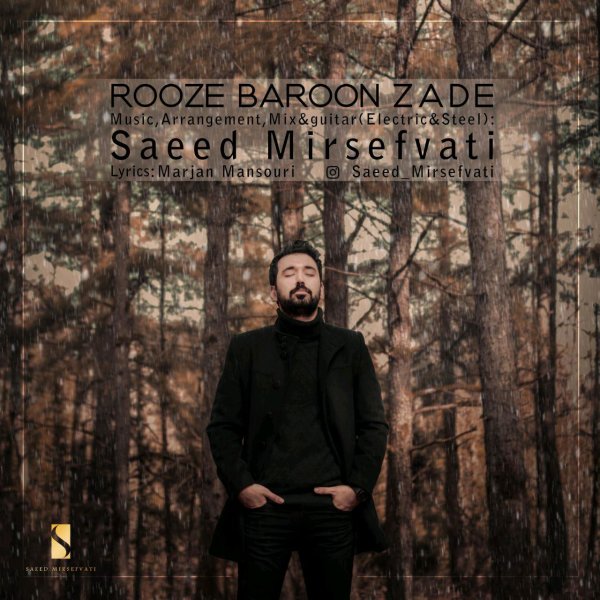 ROOZE BAROON ZADE
Music,Arrangement,Mix&guitar(Electric&Steel):
Saeed Mirsefvati
Lyrics:Marjan Mansouri Saeed_Mirsefvati
S
SAEED MIRSEFVATI